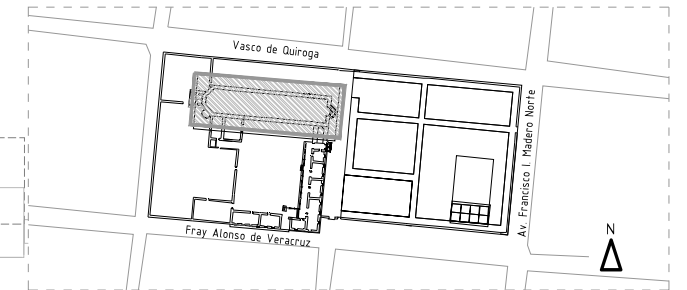 Vasco de Quiroga
Av. Francisco I. Madero Norte
Fray Alonso de Veracruz
N